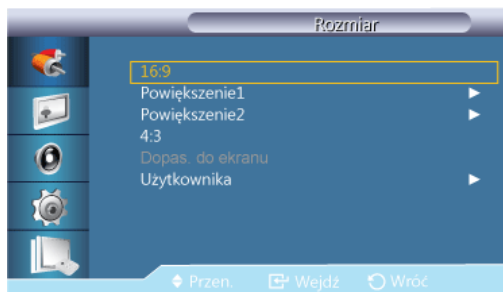 Rozmiar
16:9
Powiększenie1
Powiększenie2
4:3
Dopas. do ekranu
Użytkownika
Przen. Wejdź Wróć